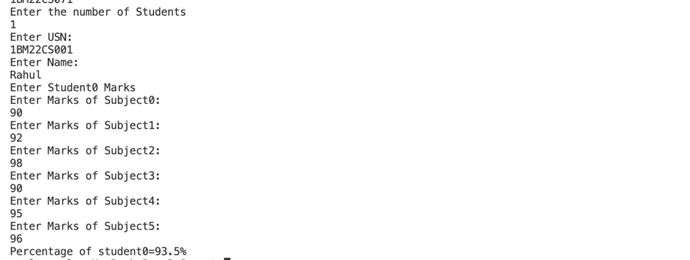 Enter the number of Students
1
Enter USN:
1BM22CS001
Enter Name:
Rahul
Enter Student0 Marks
Enter Marks of Subject0:
90
Enter Marks of Subject1:
92
Enter Marks of Subject2:
98
Enter Marks of Subject3:
90
Enter Marks of Subject4:
95
Enter Marks of Subject5:
96
Percentage of student0=93.5%